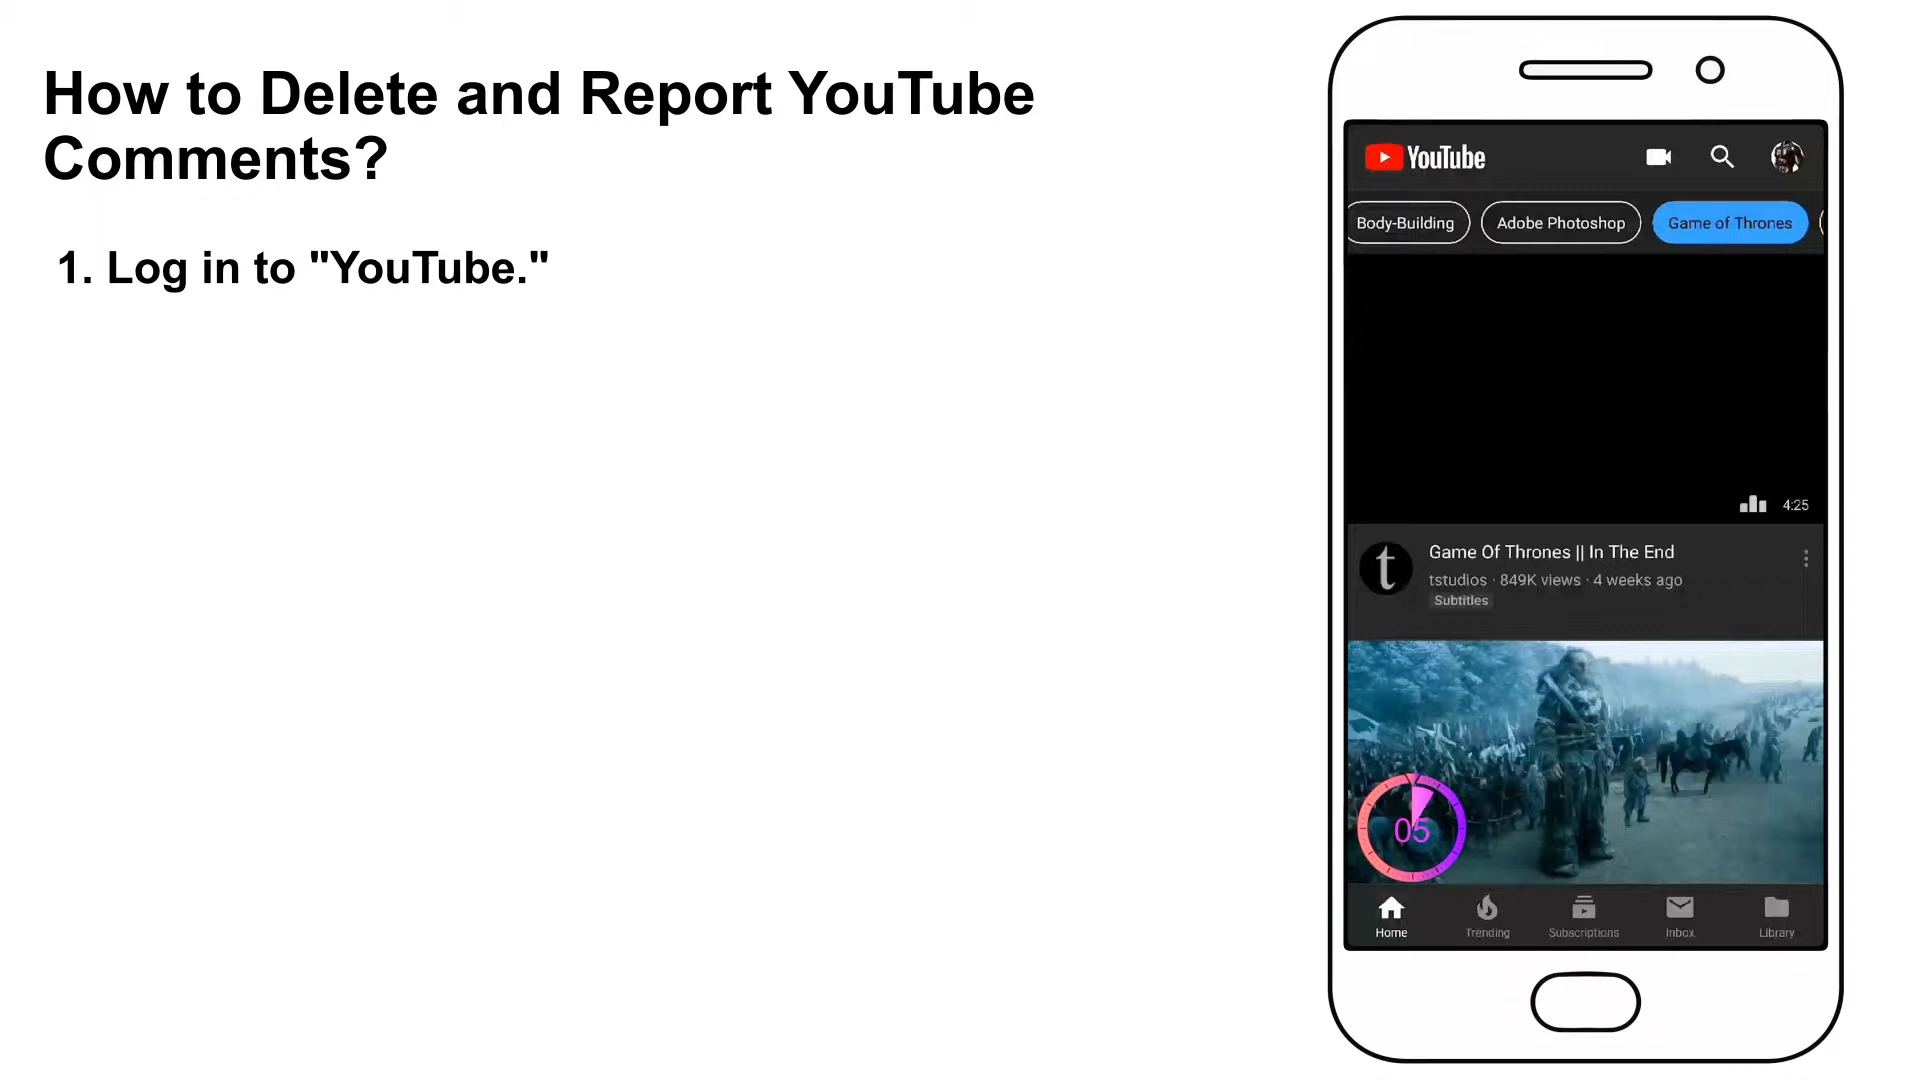 How to Delete and Report YouTube
Comments?
1. Log in to "YouTube."
YouTube
Body-Building Adobe Photoshop Game of Thrones
4:25
t
Game Of Thrones || In The End
tstudios · 849K views · 4 weeks ago
Subtitles
05
Home Trending Subscriptions Inbox Library